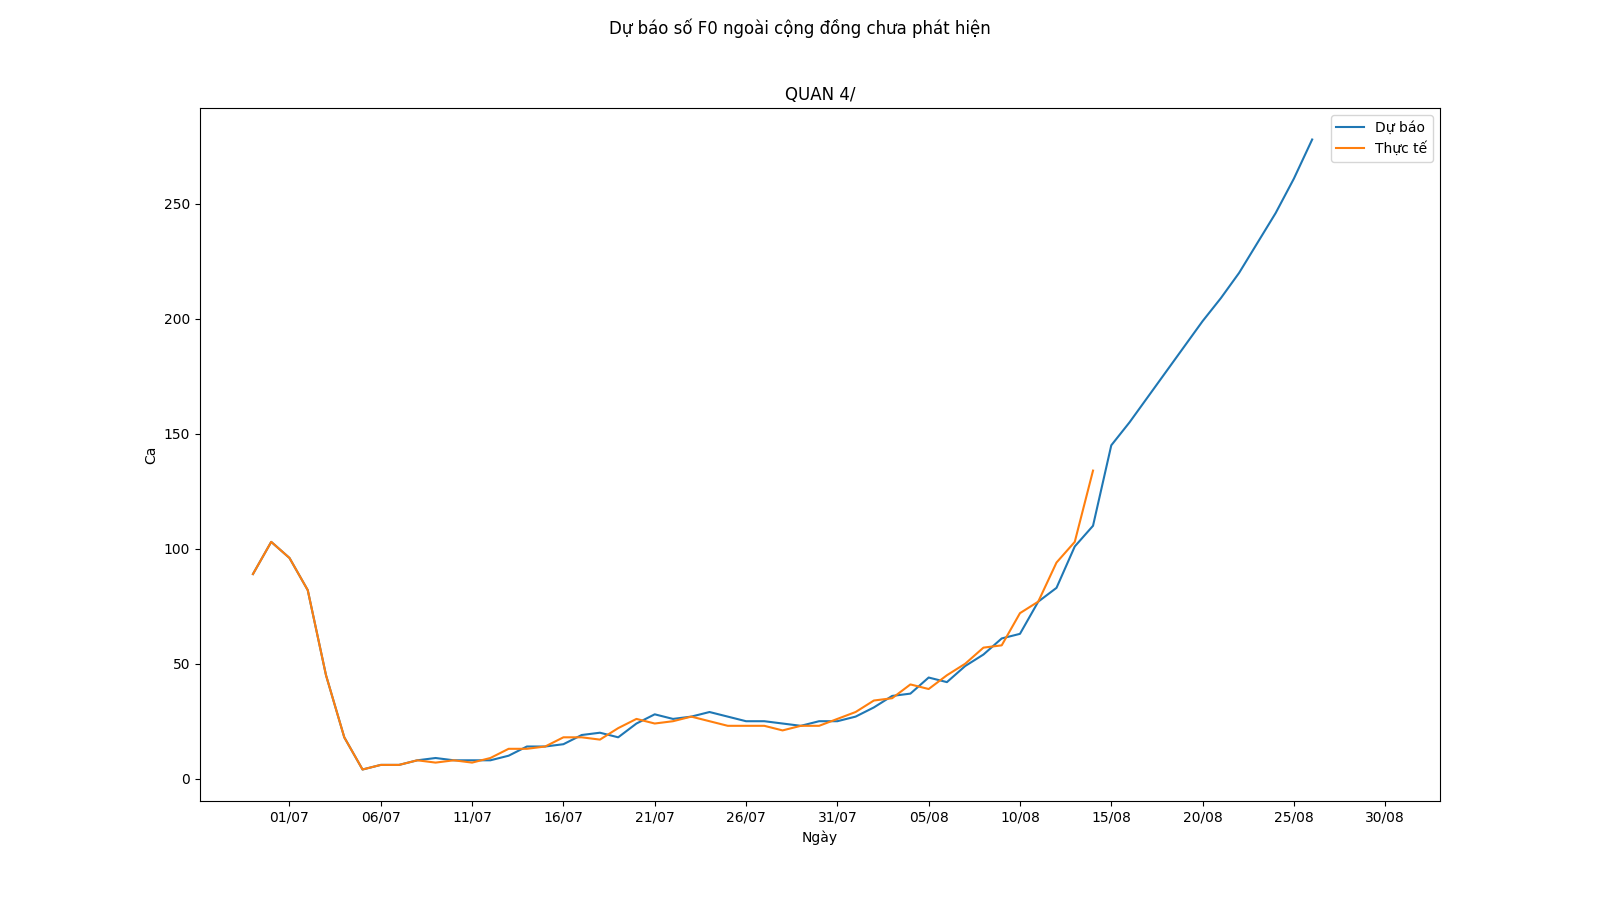 Dự báo số F0 ngoài cộng đồng chưa phát hiện
QUAN 4/
Dự báo
Thực tế
Ca
250
200
150
100
50
0
01/07 06/07 11/07 16/07 21/07 26/07 31/07 05/08 10/08 15/08 20/08 25/08 30/08
Ngày